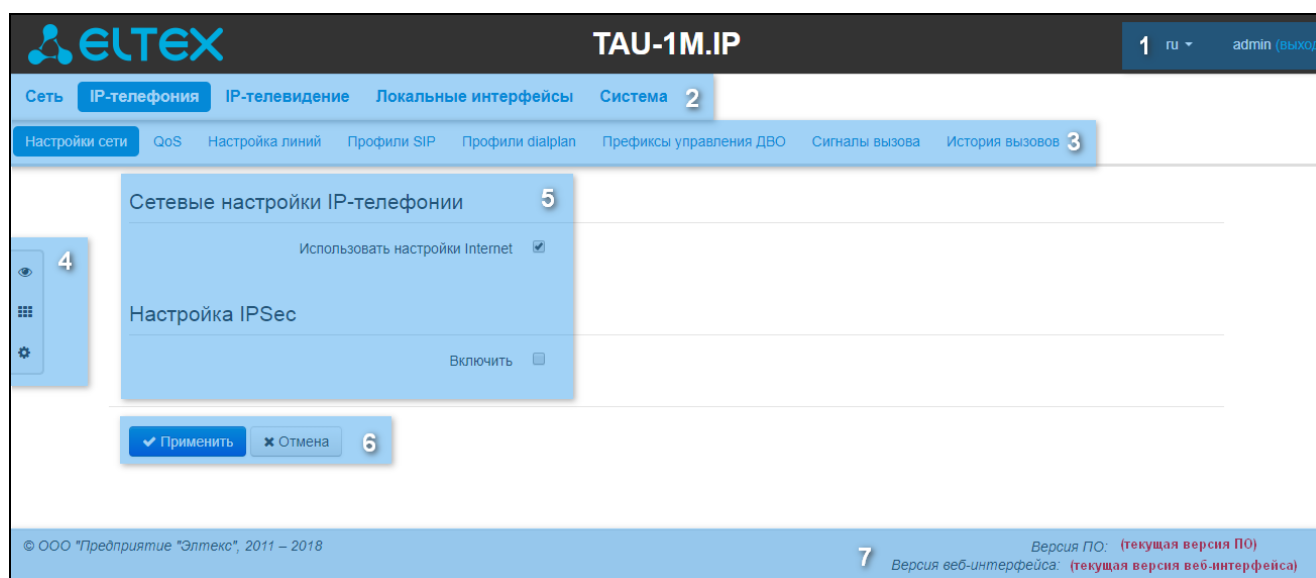 ELTEX TAU-1M.IP 1 ru admin (выход
Сеть IP-телефония IP-телевидение Локальные интерфейсы Система 2
Настройки сети QoS Настройка линий Профили SIP Профили dialplan Префиксы управления ДВО Сигналы вызова История вызовов 3
Сетевые настройки IP-телефонии 5
Использовать настройки Internet
4
Настройка IPSec
Включить
Применить Отмена 6
© ООО "Предприятие "Элтекс", 2011 – 2018
7
Версия ПО: (текущая версия ПО)
Версия веб-интерфейса: (текущая версия веб-интерфейса)